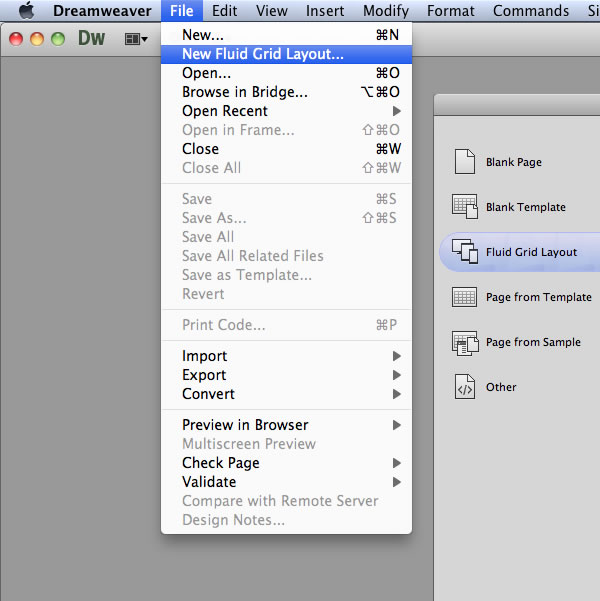 Dreamweaver File Edit View Insert Modify Format Commands Si
Dw
New... ⌘N
New Fluid Grid Layout...
Open... ⌘O
Browse in Bridge... ⌥⌘O
Open Recent
Open in Frame... ⇧⌘O
Close ⌘W
Close All ⇧⌘W
Save ⌘S
Save As... ⇧⌘S
Save All
Save All Related Files
Save as Template...
Revert
Print Code... ⌘P
Import
Export
Convert
Preview in Browser
Multiscreen Preview
Check Page
Validate
Compare with Remote Server
Design Notes...
Blank Page
Blank Template
Fluid Grid Layout
Page from Template
Page from Sample
Other